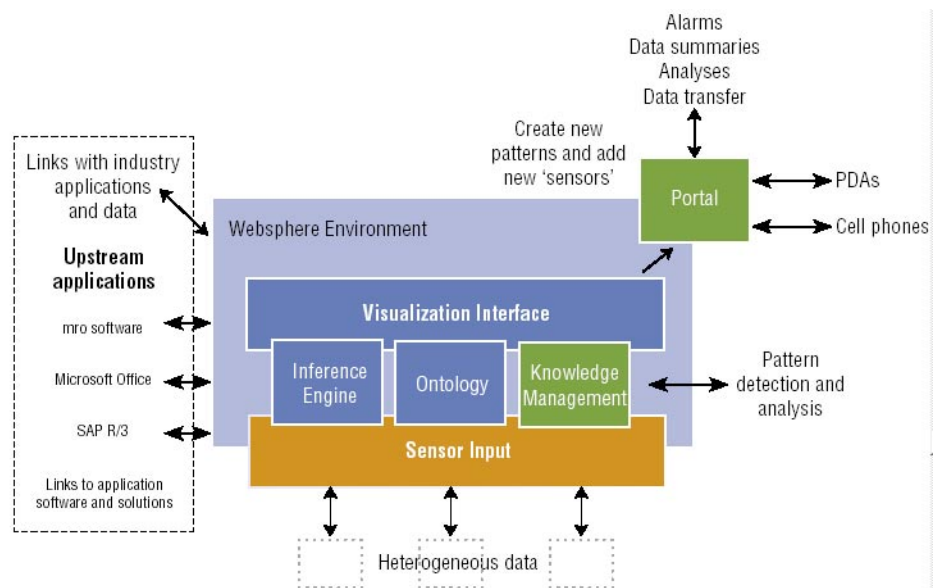 Alarms
Data summaries
Analyses
Data transfer
Create new
patterns and add
new ‘sensors’
Portal
PDAs
Cell phones
Links with industry
applications
and data
Websphere Environment
Upstream
applications
mro software
Microsoft Office
SAP R/3
Links to application
software and solutions
Visualization Interface
Inference
Engine
Ontology
Knowledge
Management
Pattern
detection and
analysis
Sensor Input
Heterogeneous data